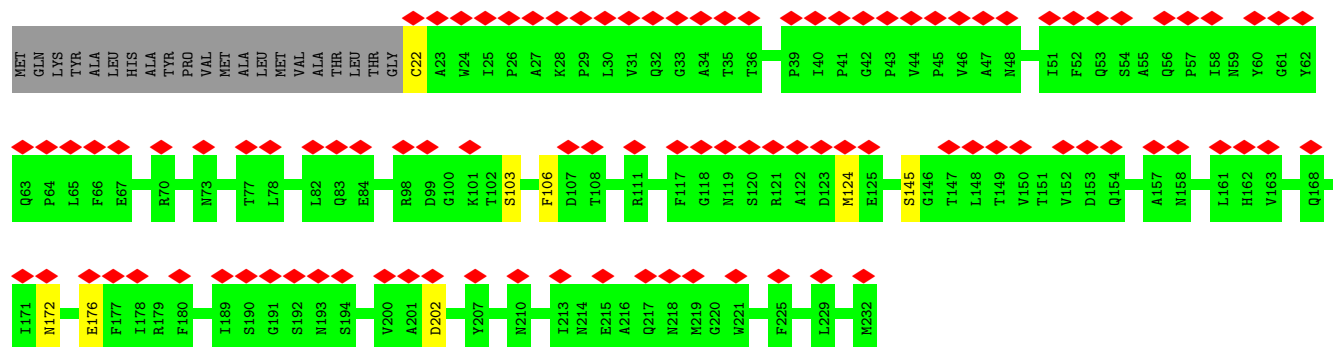 MET GLN LYS TYR ALA LEU HIS ALA TYR PRO VAL MET ALA LEU MET VAL ALA THR LEU THR GLY C22 A23 W24 I25 P26 A27 K28 P29 L30 V31 Q32 G33 A34 T35 T36 P39 I40 P41 G42 P43 V44 P45 V46 A47 N48 I51 F52 Q53 S54 A55 Q56 P57 I58 N59 Y60 G61 Y62
Q63 P64 L65 F66 E67 R70 N73 T77 L78 L82 Q83 E84 R98 D99 G100 K101 T102 S103 F106 D107 T108 R111 F117 G118 N119 S120 R121 A122 D123 M124 E125 S145 G146 T147 L148 T149 V150 T151 V152 D153 Q154 A157 N158 L161 H162 V163 Q168
I171 N172 E176 F177 I178 R179 F180 I189 S190 G191 S192 N193 S194 V200 A201 D202 Y207 N210 I213 N214 E215 A216 Q217 N218 M219 G220 W221 F225 L229 M232